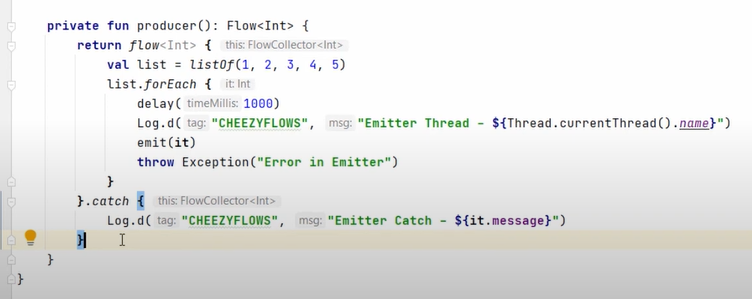 private fun producer(): Flow<Int> {
return flow<Int> { this: FlowCollector<Int>
val list = listOf(1, 2, 3, 4, 5)
list.forEach { it: Int
delay( timeMillis: 1000)
Log.d( tag: "CHEEZYFLOWS", msg: "Emitter Thread - ${Thread.currentThread().name}")
emit(it)
throw Exception("Error in Emitter")
}
}.catch { this: FlowCollector<Int>
Log.d( tag: "CHEEZYFLOWS", msg: "Emitter Catch - ${it.message}")
}
}
}